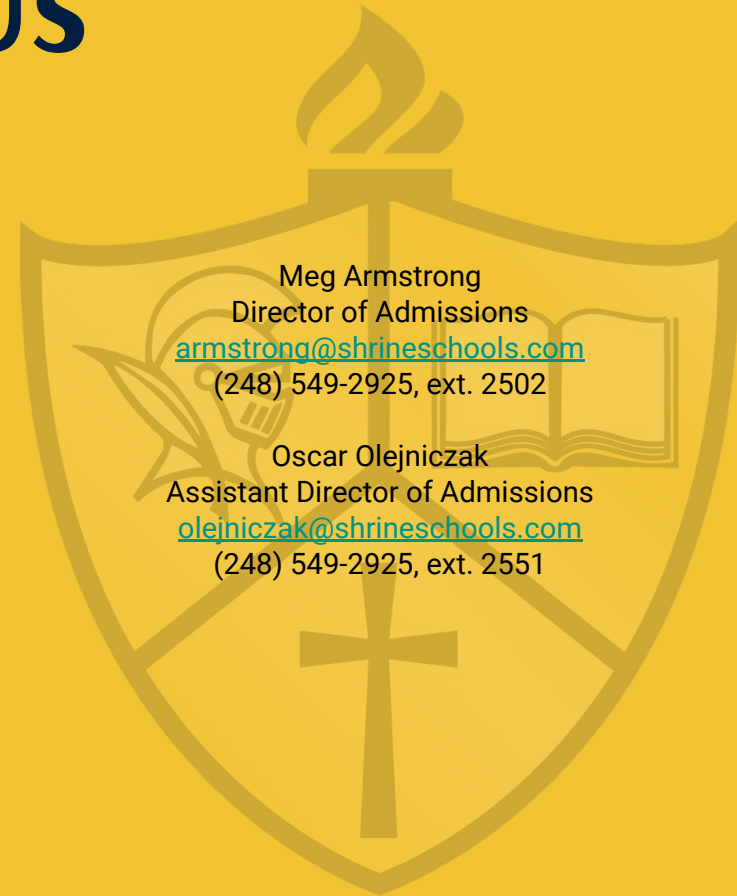 US
Meg Armstrong
Director of Admissions
armstrong@shrineschools.com
(248) 549-2925, ext. 2502
Oscar Olejniczak
Assistant Director of Admissions
olejniczak@shrineschools.com
(248) 549-2925, ext. 2551